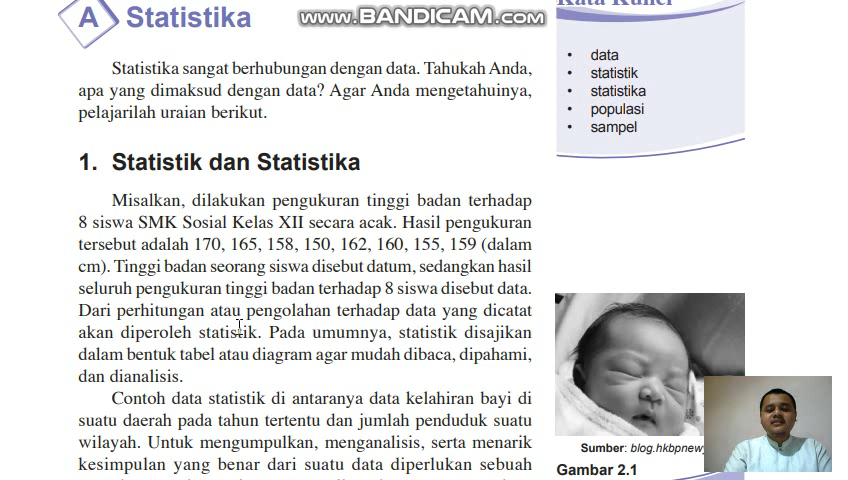 A Statistika
www.BANDICAM.com
Kata Kunci
Statistika sangat berhubungan dengan data. Tahukah Anda,
apa yang dimaksud dengan data? Agar Anda mengetahuinya,
pelajarilah uraian berikut.
• data
• statistik
• statistika
• populasi
• sampel
1. Statistik dan Statistika
Misalkan, dilakukan pengukuran tinggi badan terhadap
8 siswa SMK Sosial Kelas XII secara acak. Hasil pengukuran
tersebut adalah 170, 165, 158, 150, 162, 160, 155, 159 (dalam
cm). Tinggi badan seorang siswa disebut datum, sedangkan hasil
seluruh pengukuran tinggi badan terhadap 8 siswa disebut data.
Dari perhitungan atau pengolahan terhadap data yang dicatat
akan diperoleh statistik. Pada umumnya, statistik disajikan
dalam bentuk tabel atau diagram agar mudah dibaca, dipahami,
dan dianalisis.
Contoh data statistik di antaranya data kelahiran bayi di
suatu daerah pada tahun tertentu dan jumlah penduduk suatu
wilayah. Untuk mengumpulkan, menganalisis, serta menarik
kesimpulan yang benar dari suatu data diperlukan sebuah
Sumber: blog.hkbpnewy
Gambar 2.1